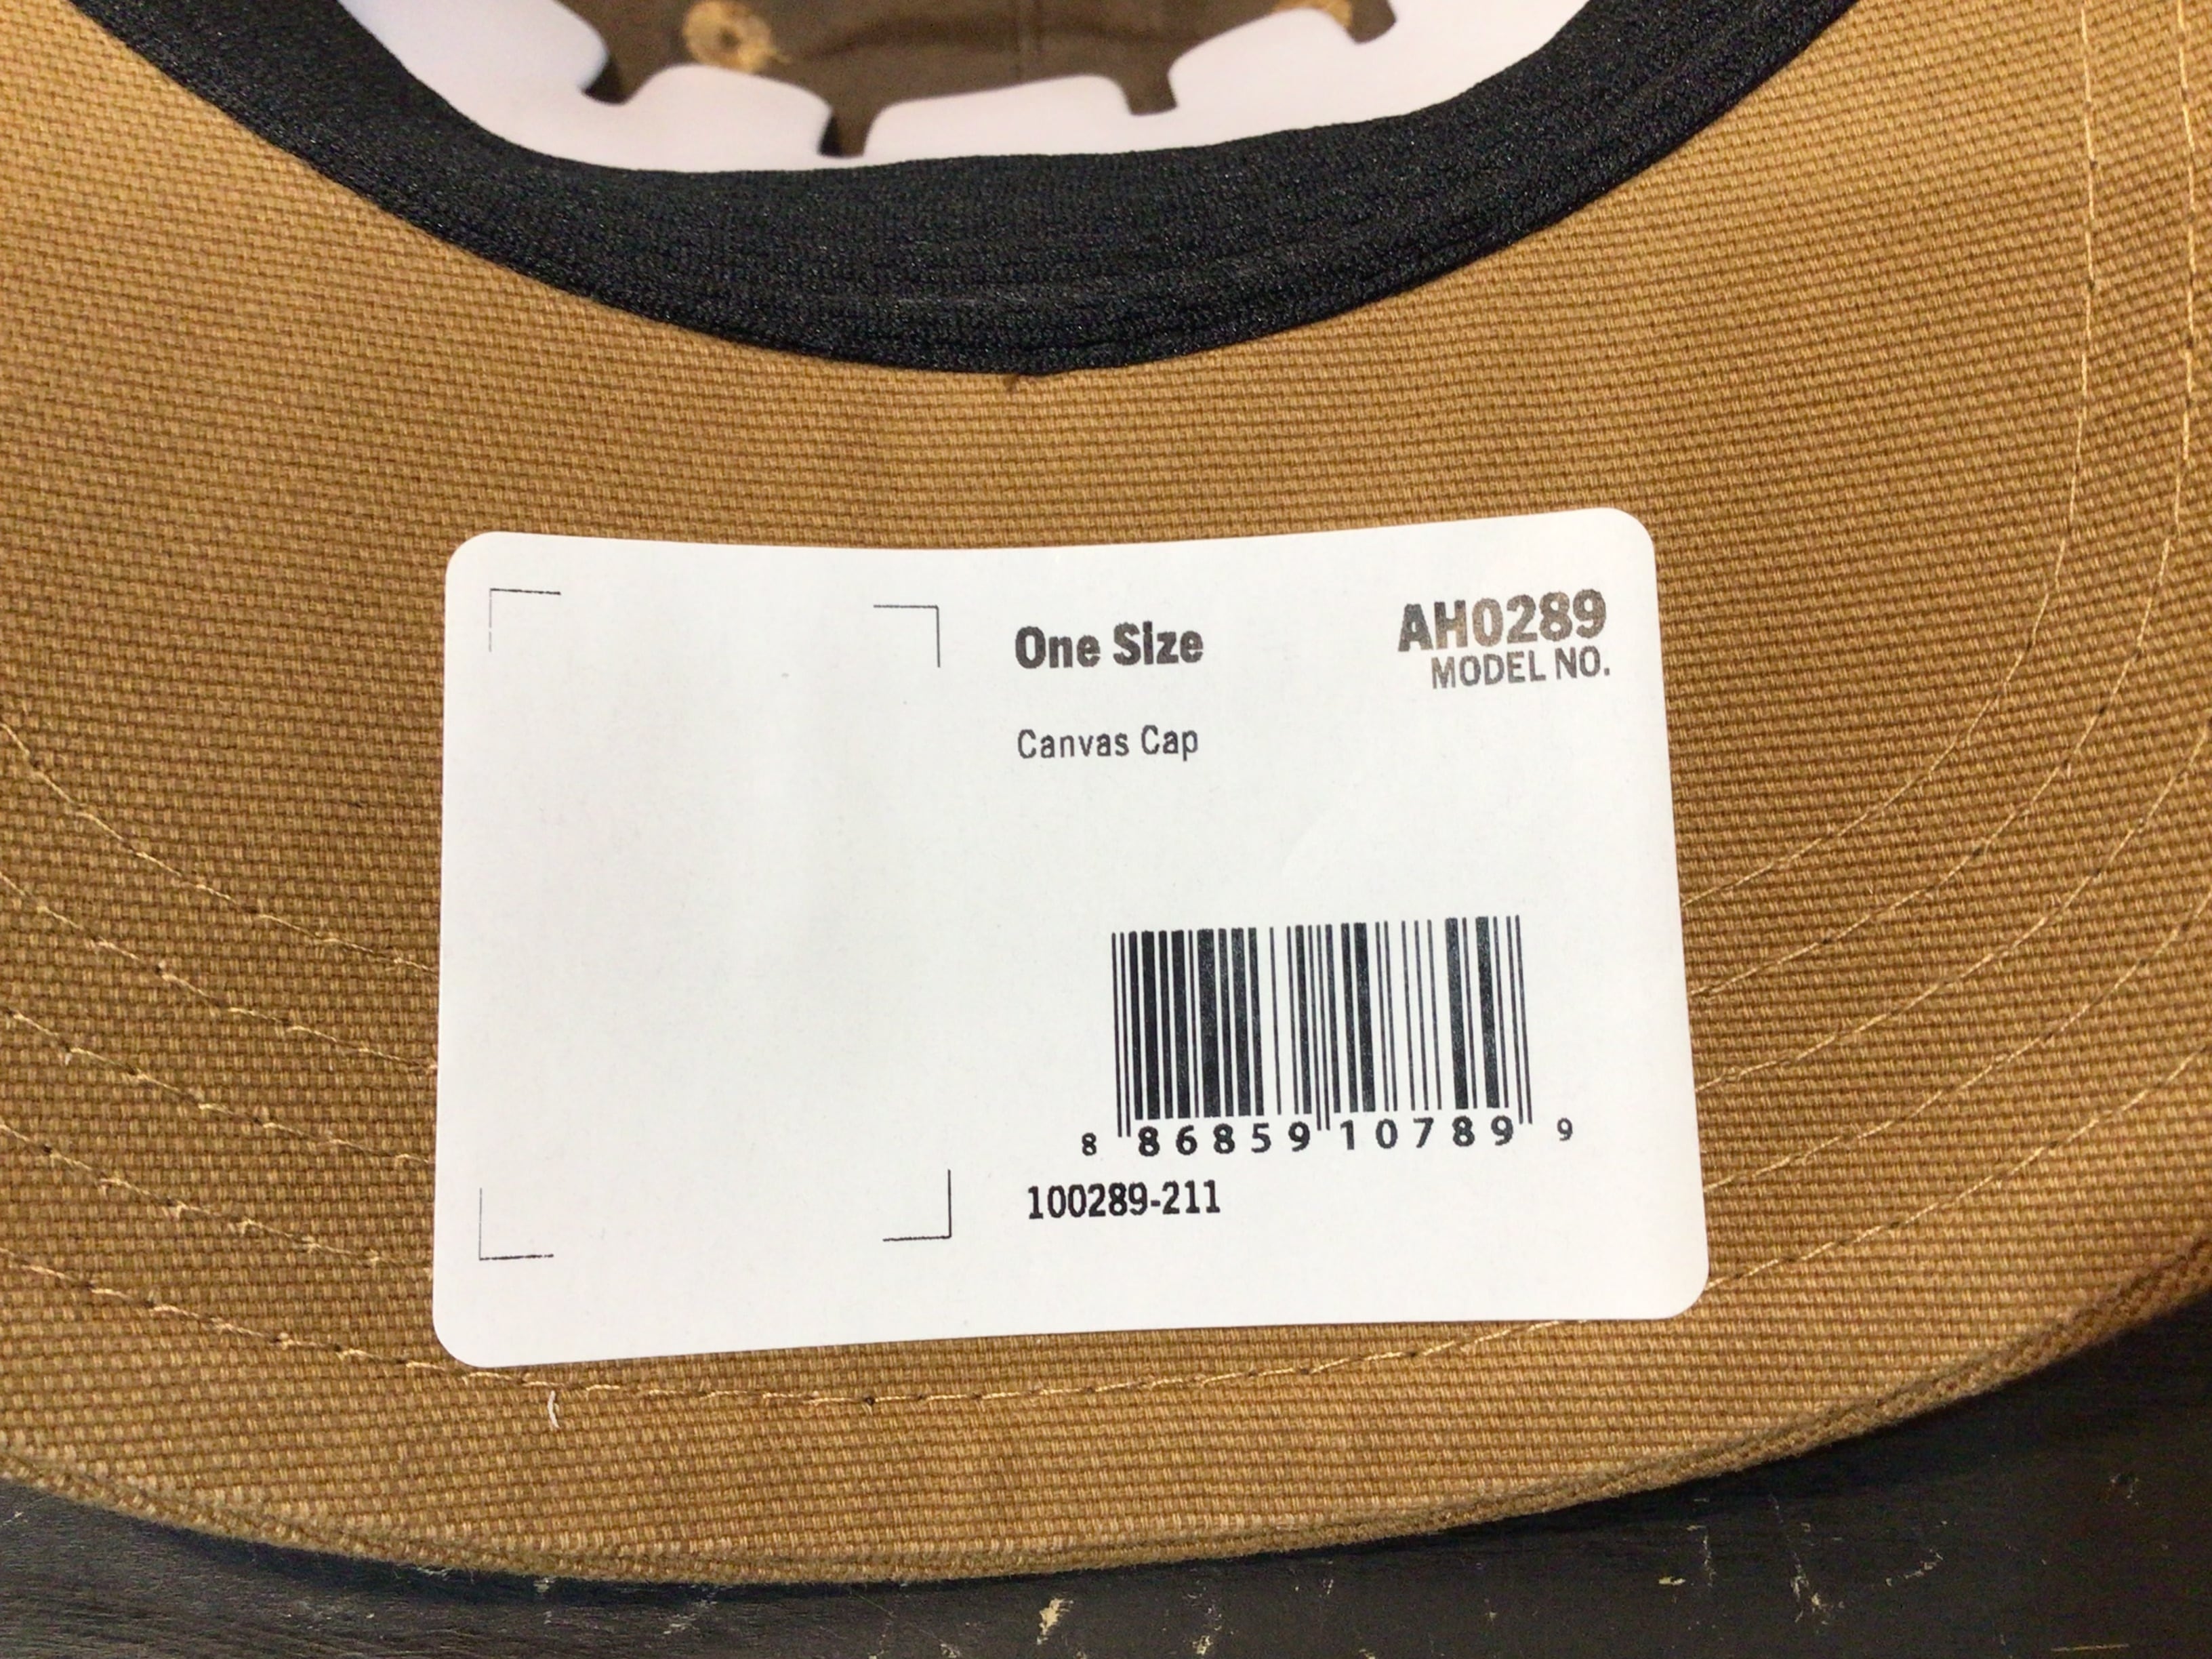 One Size
AH0289
MODEL NO.
Canvas Cap
8 86859 10789 9
100289-211